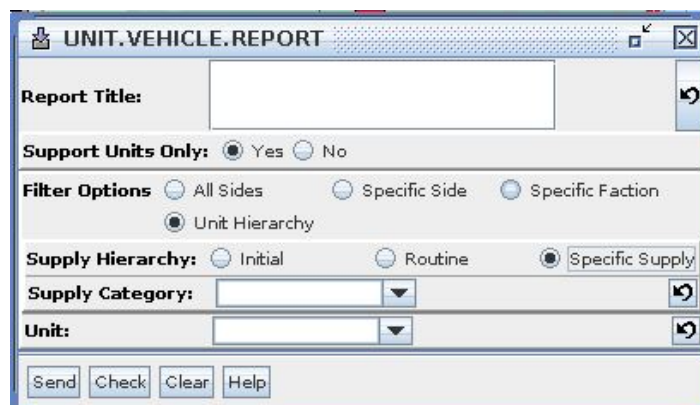 UNIT.VEHICLE.REPORT
Report Title:
Support Units Only: Yes No
Filter Options All Sides Specific Side Specific Faction
Unit Hierarchy
Supply Hierarchy: Initial Routine Specific Supply
Supply Category:
Unit:
Send Check Clear Help